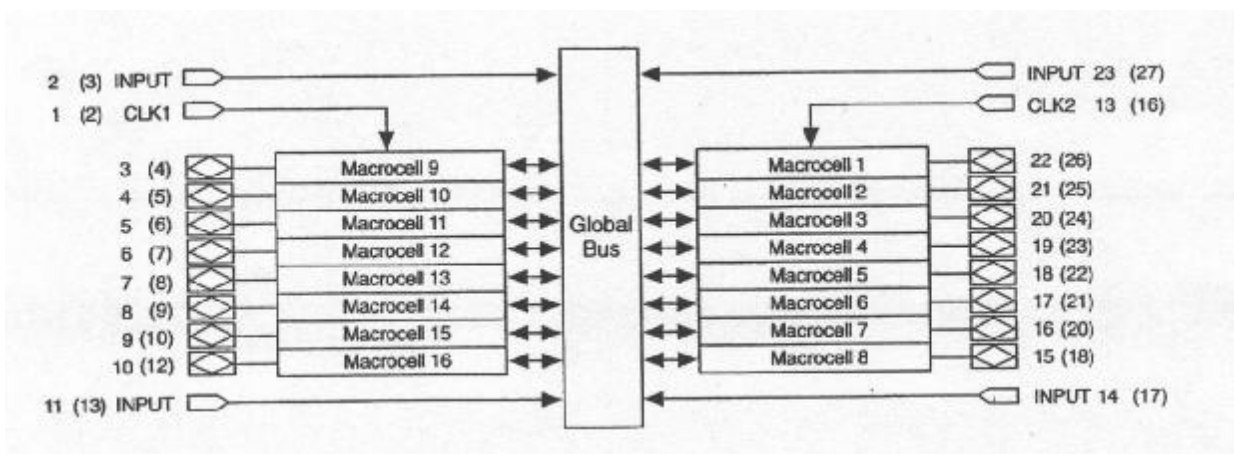 2 (3) INPUT
INPUT 23 (27)
1 (2) CLK1
CLK2 13 (16)
3 (4) Macrocell 9 Macrocell 1 22 (26)
4 (5) Macrocell 10 Macrocell 2 21 (25)
5 (6) Macrocell 11 Macrocell 3 20 (24)
Global
Bus
6 (7) Macrocell 12 Macrocell 4 19 (23)
7 (8) Macrocell 13 Macrocell 5 18 (22)
8 (9) Macrocell 14 Macrocell 6 17 (21)
9 (10) Macrocell 15 Macrocell 7 16 (20)
10 (12) Macrocell 16 Macrocell 8 15 (18)
11 (13) INPUT
INPUT 14 (17)